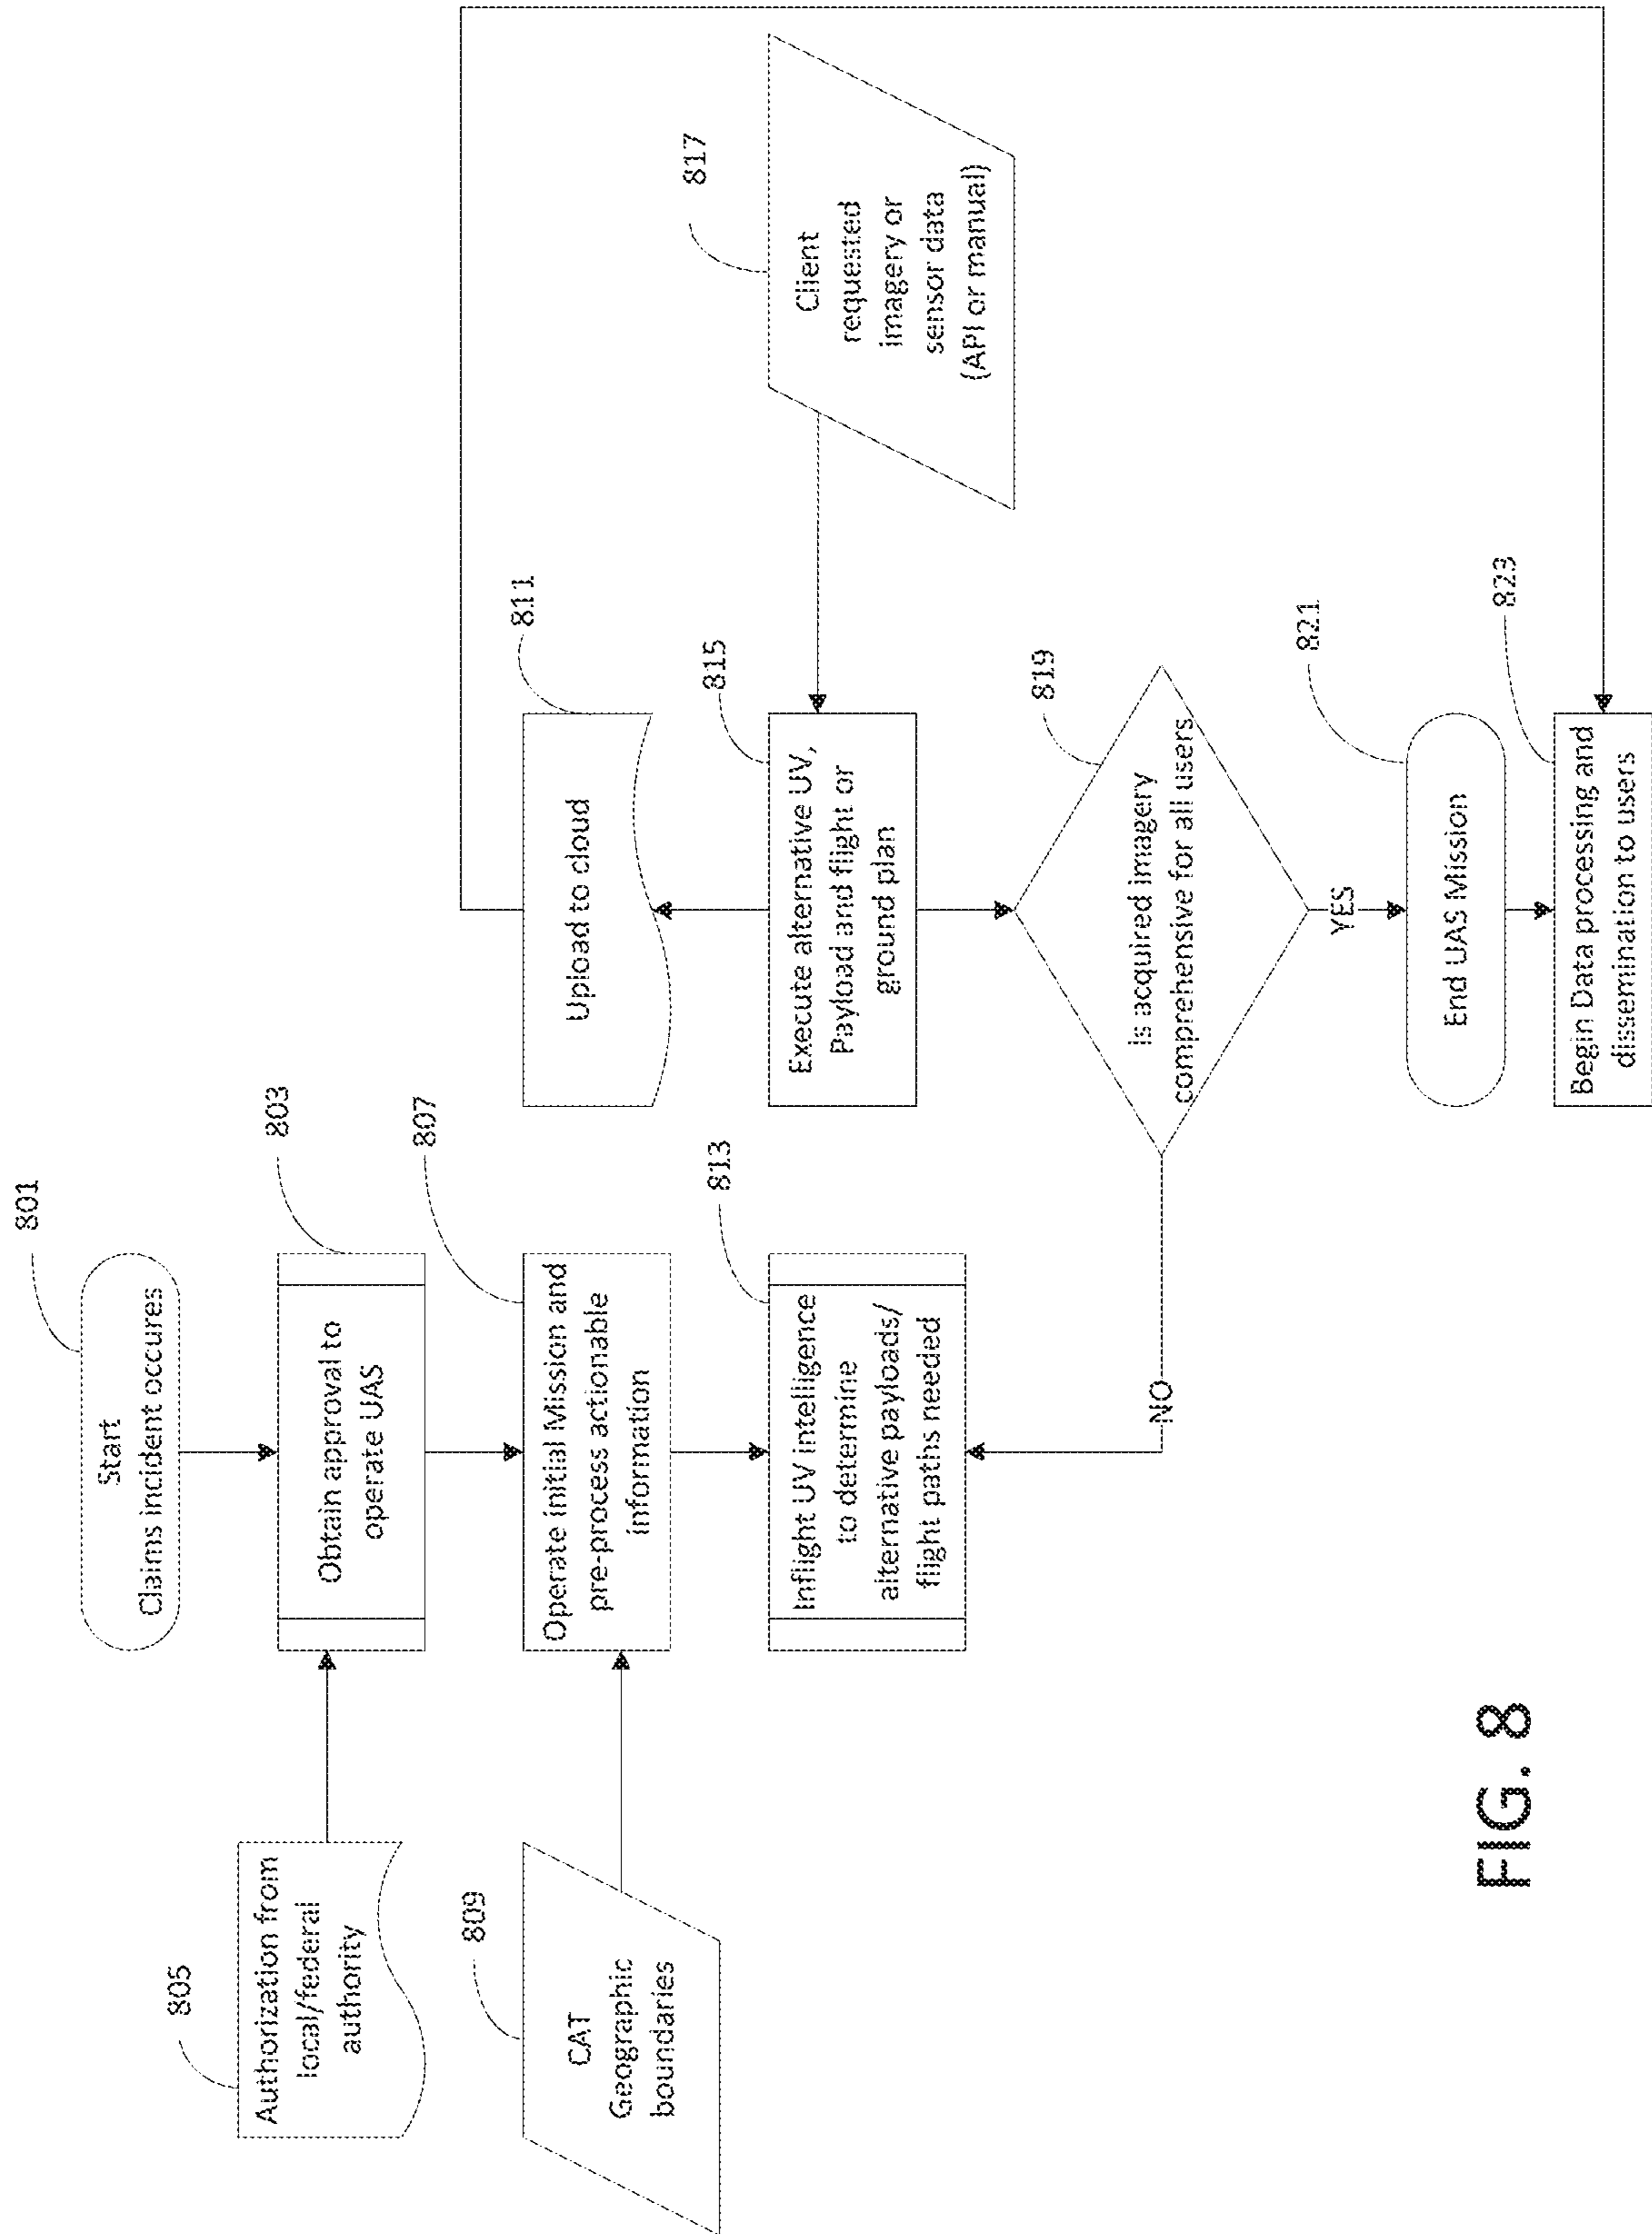 801
Start
Claims incident occures
805
Authorization from
local/federal
authority
803
Obtain approval to
operate UAS
809
CAT
Geographic
boundaries
807
Operate initial Mission and
pre-process actionable
information
811
Upload to cloud
813
Inflight UV intelligence
to determine
alternative payloads/
flight paths needed
815
Execute alternative UV,
Payload and flight or
ground plan
817
Client
requested
imagery or
sensor data
(API or manual)
819
Is acquired imagery
comprehensive for all users
NO
YES
821
End UAS Mission
823
Begin Data processing and
dissemination to users
FIG. 8